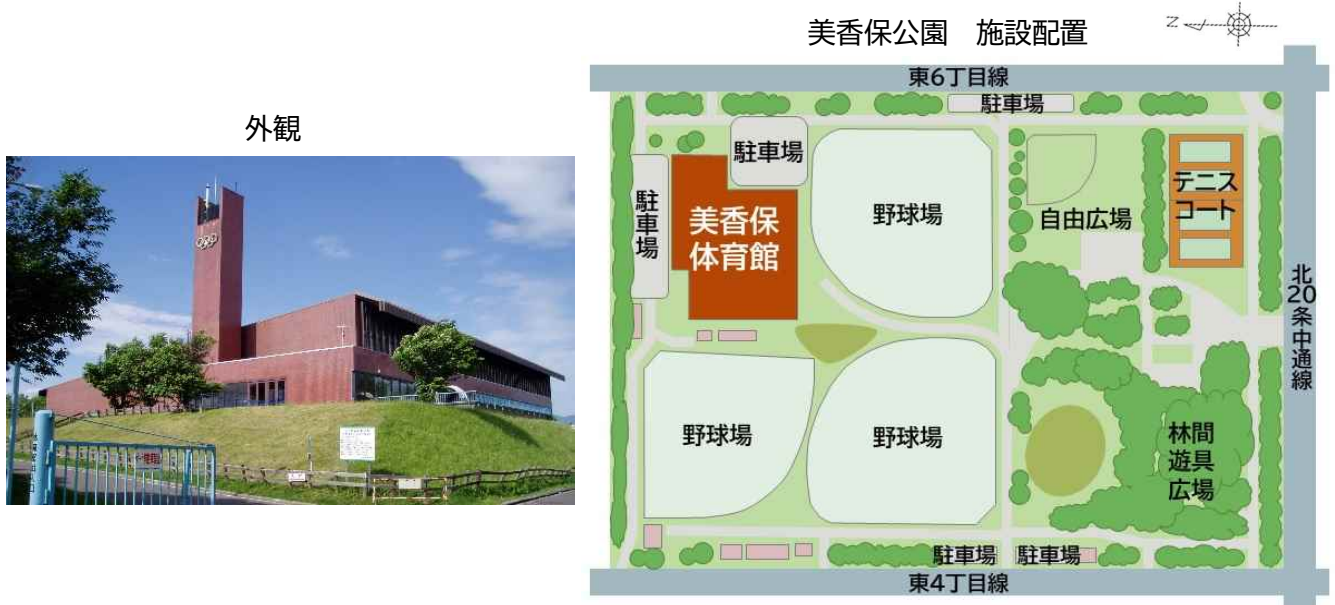 外観
美香保公園　施設配置
N
東6丁目線
駐車場
駐車場
駐車場
美香保
体育館
野球場
自由広場
テニス
コート
北20条中通線
野球場
野球場
林間
遊具
広場
駐車場
駐車場
東4丁目線